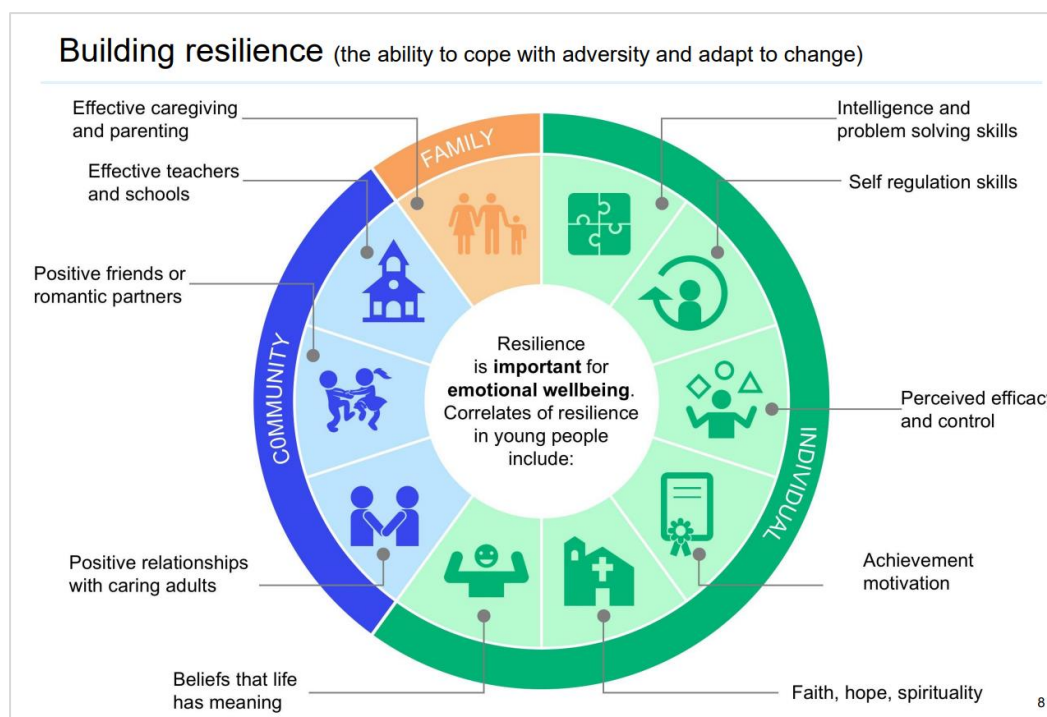 Building resilience (the ability to cope with adversity and adapt to change)
Effective caregiving
and parenting
Effective teachers
and schools
Positive friends or
romantic partners
Positive relationships
with caring adults
Beliefs that life
has meaning
FAMILY
COMMUNITY
INDIVIDUAL
Resilience
is important for
emotional wellbeing.
Correlates of resilience
in young people
include:
Intelligence and
problem solving skills
Self regulation skills
Perceived efficac
and control
Achievement
motivation
Faith, hope, spirituality
8